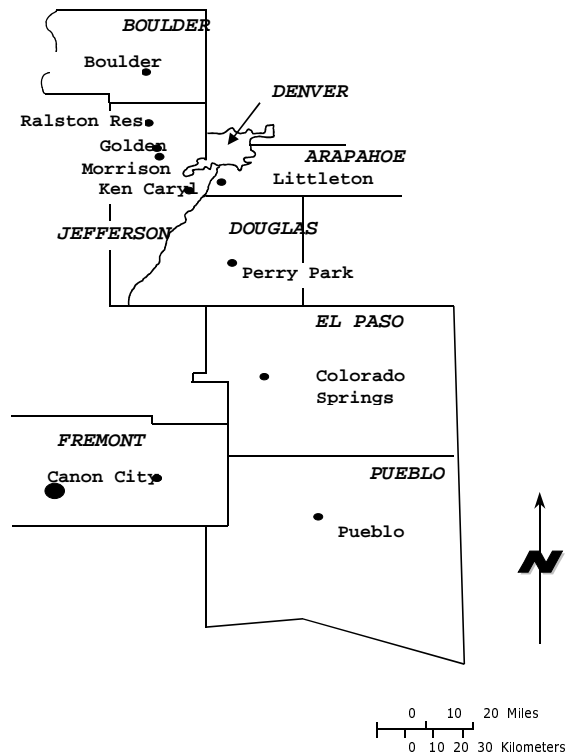 BOULDER
Boulder
DENVER
Ralston Res.
Golden
ARAPAHOE
Morrison
Littleton
Ken Caryl
JEFFERSON
DOUGLAS
Perry Park
EL PASO
Colorado
Springs
FREMONT
PUEBLO
Canon City
Pueblo
N
0 10 20 Miles
0 10 20 30 Kilometers